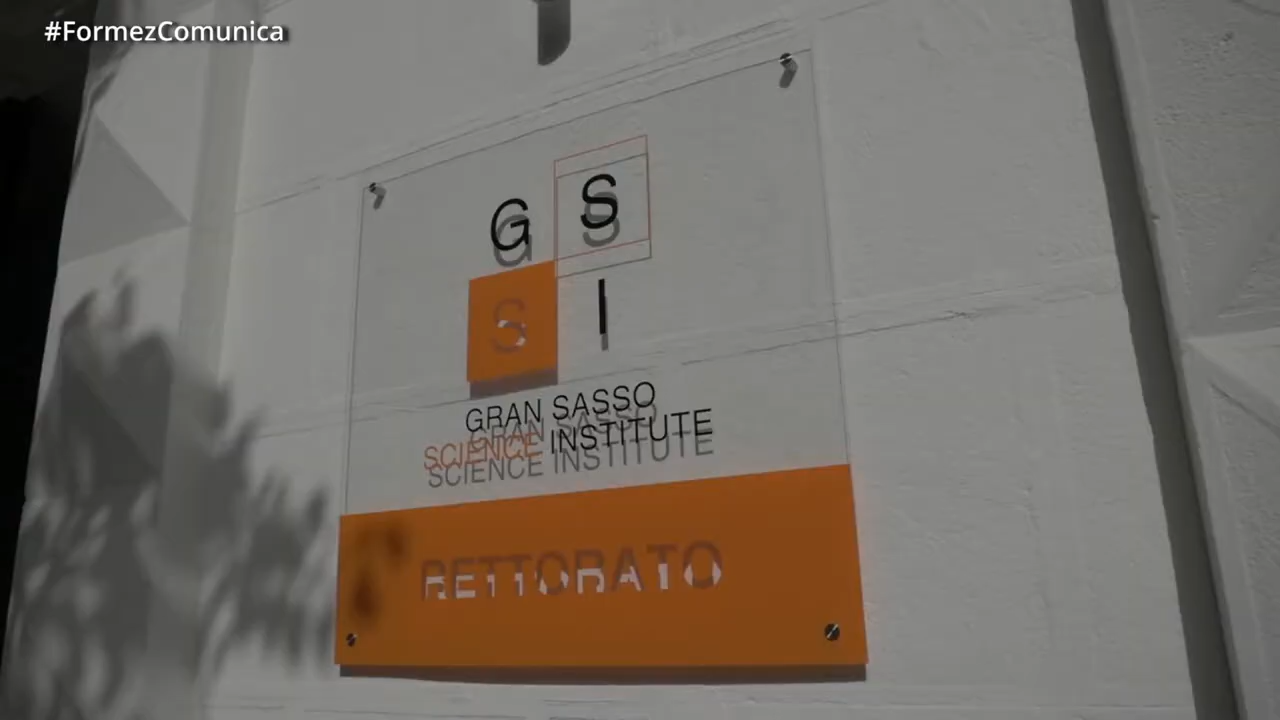 #FormezComunica
G S
S I
GRAN SASSO
SCIENCE INSTITUTE
RETTORATO